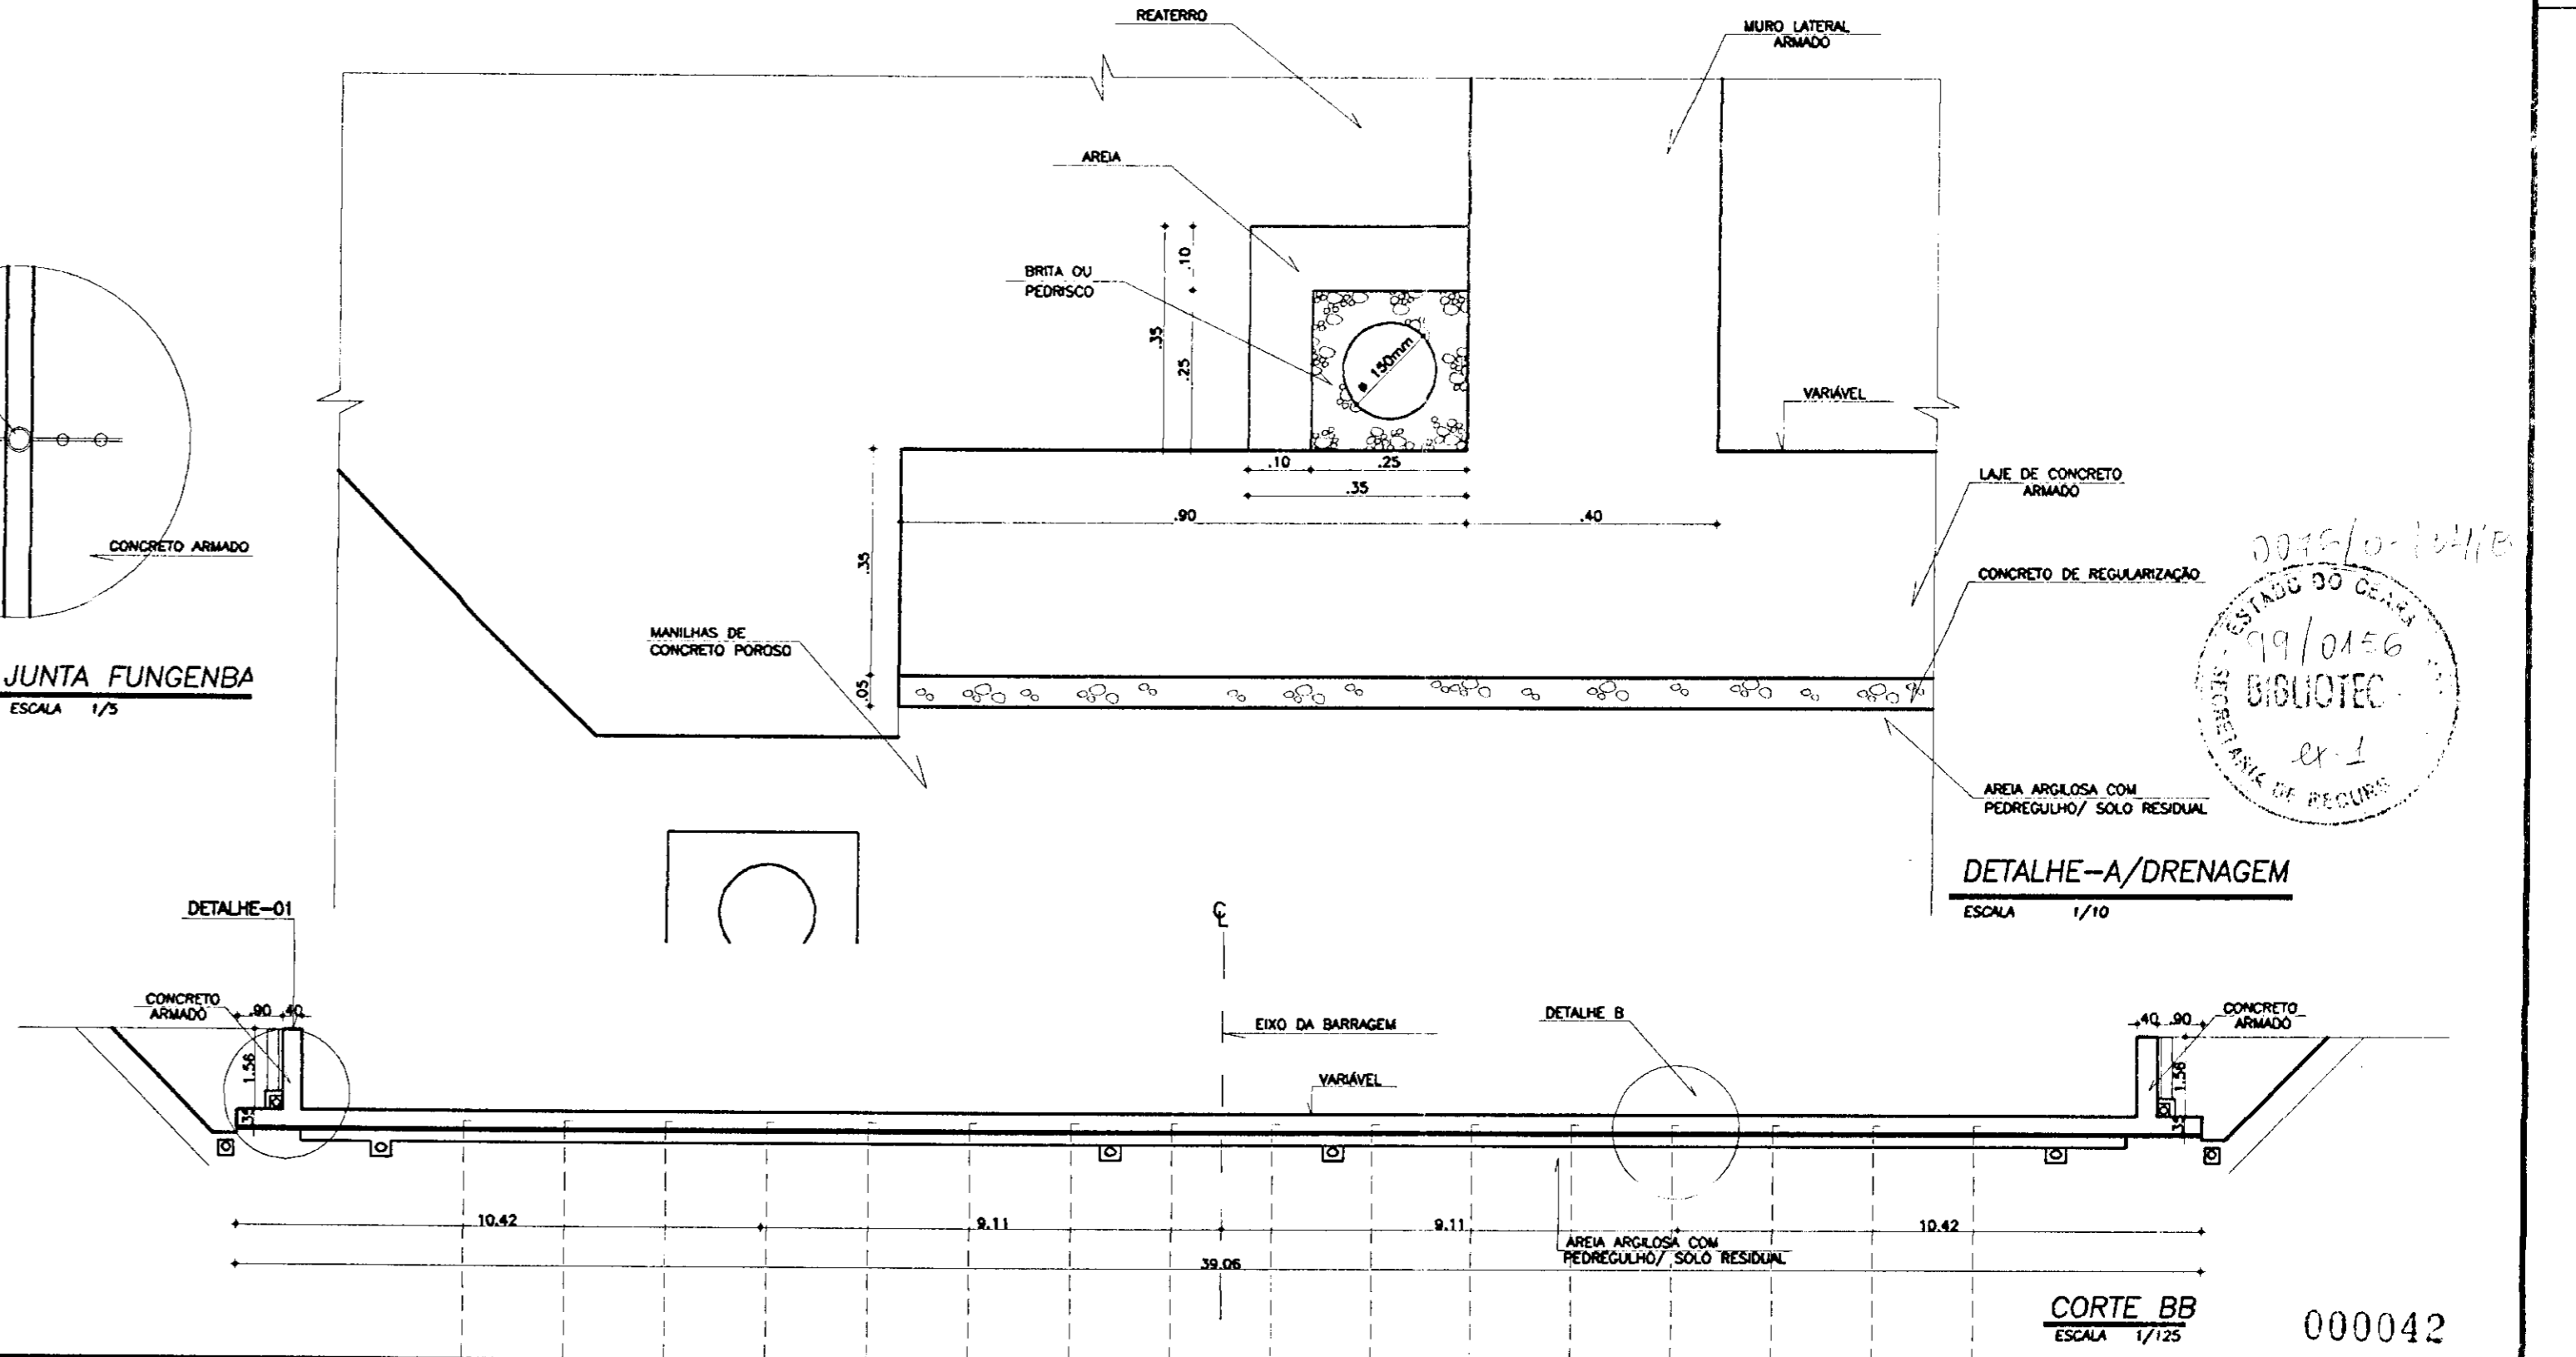 REATERRO
MURO LATERAL
ARMADO
AREIA
BRITA OU
PEDRISCO
.10
.35
.25
150mm
VARIÁVEL
.10
.25
.35
.90
.40
LAJE DE CONCRETO
ARMADO
CONCRETO ARMADO
.35
CONCRETO DE REGULARIZAÇÃO
MANILHAS DE
CONCRETO POROSO
.05
JUNTA FUNGENBA
ESCALA 1/5
ESTADO DO CEARÁ
99/0156
BIBLIOTEC
ex-1
SECRETARIA DE RECURS
AREIA ARGILOSA COM
PEDREGULHO/ SOLO RESIDUAL
DETALHE-A/DRENAGEM
ESCALA 1/10
DETALHE-01
CONCRETO
ARMADO
.90
.40
1.56
.35
EIXO DA BARRAGEM
VARIÁVEL
DETALHE B
.40
.90
CONCRETO
ARMADO
1.56
.35
10.42
9.11
9.11
10.42
AREIA ARGILOSA COM
PEDREGULHO/ SOLO RESIDUAL
39.06
CORTE BB
ESCALA 1/125
000042